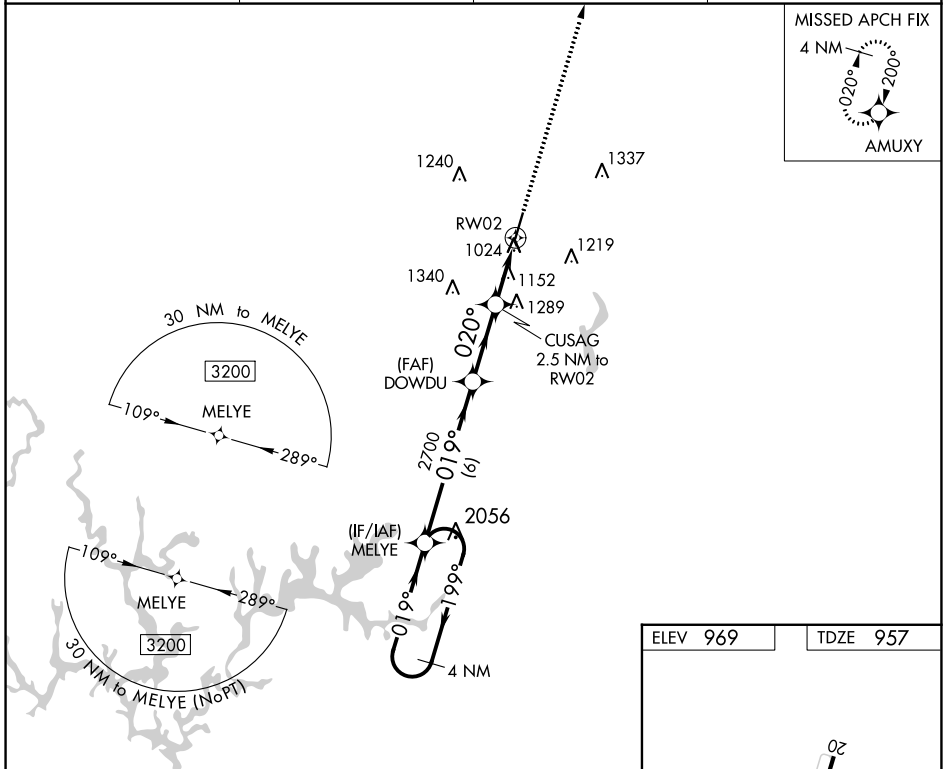 MISSED APCH FIX
4 NM
020°
200°
AMUXY
1240
1337
RW02
1024
1219
1340
1152
1289
30 NM to MELYE
3200
MELYE
109°
289°
020°
CUSAG
2.5 NM to
RW02
(FAF)
DOWDU
2700
019°
(6)
2056
(IF/IAF)
MELYE
109°
289°
MELYE
3200
30 NM to MELYE (NoPT)
019°
199°
4 NM
ELEV 969
TDZE 957
20